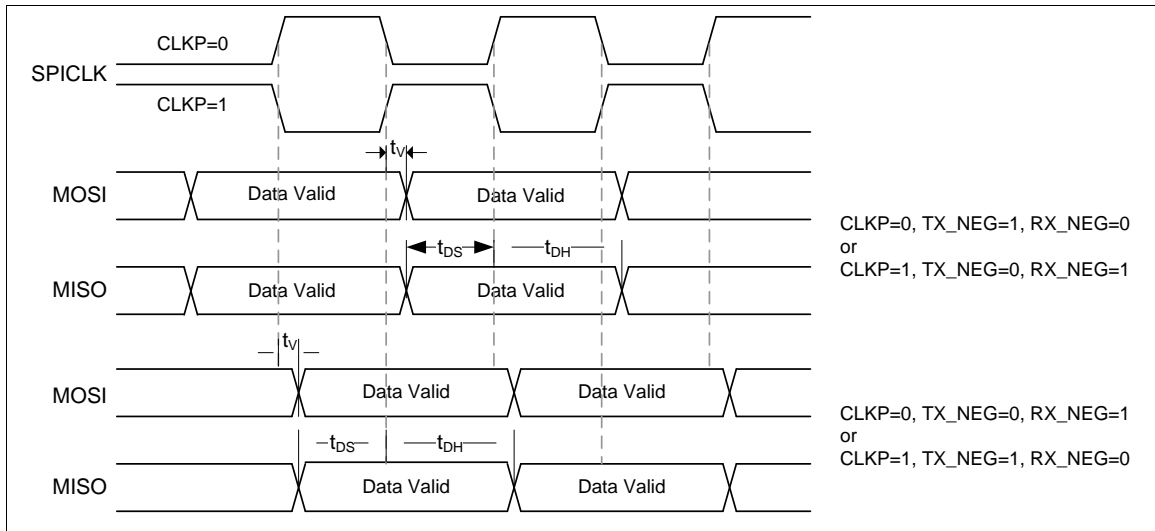 CLKP=0
SPICLK
CLKP=1
tV
MOSI
Data Valid
Data Valid
CLKP=0, TX_NEG=1, RX_NEG=0
or
CLKP=1, TX_NEG=0, RX_NEG=1
tDS
tDH
MISO
Data Valid
Data Valid
tV
MOSI
Data Valid
Data Valid
CLKP=0, TX_NEG=0, RX_NEG=1
or
CLKP=1, TX_NEG=1, RX_NEG=0
tDS
tDH
MISO
Data Valid
Data Valid